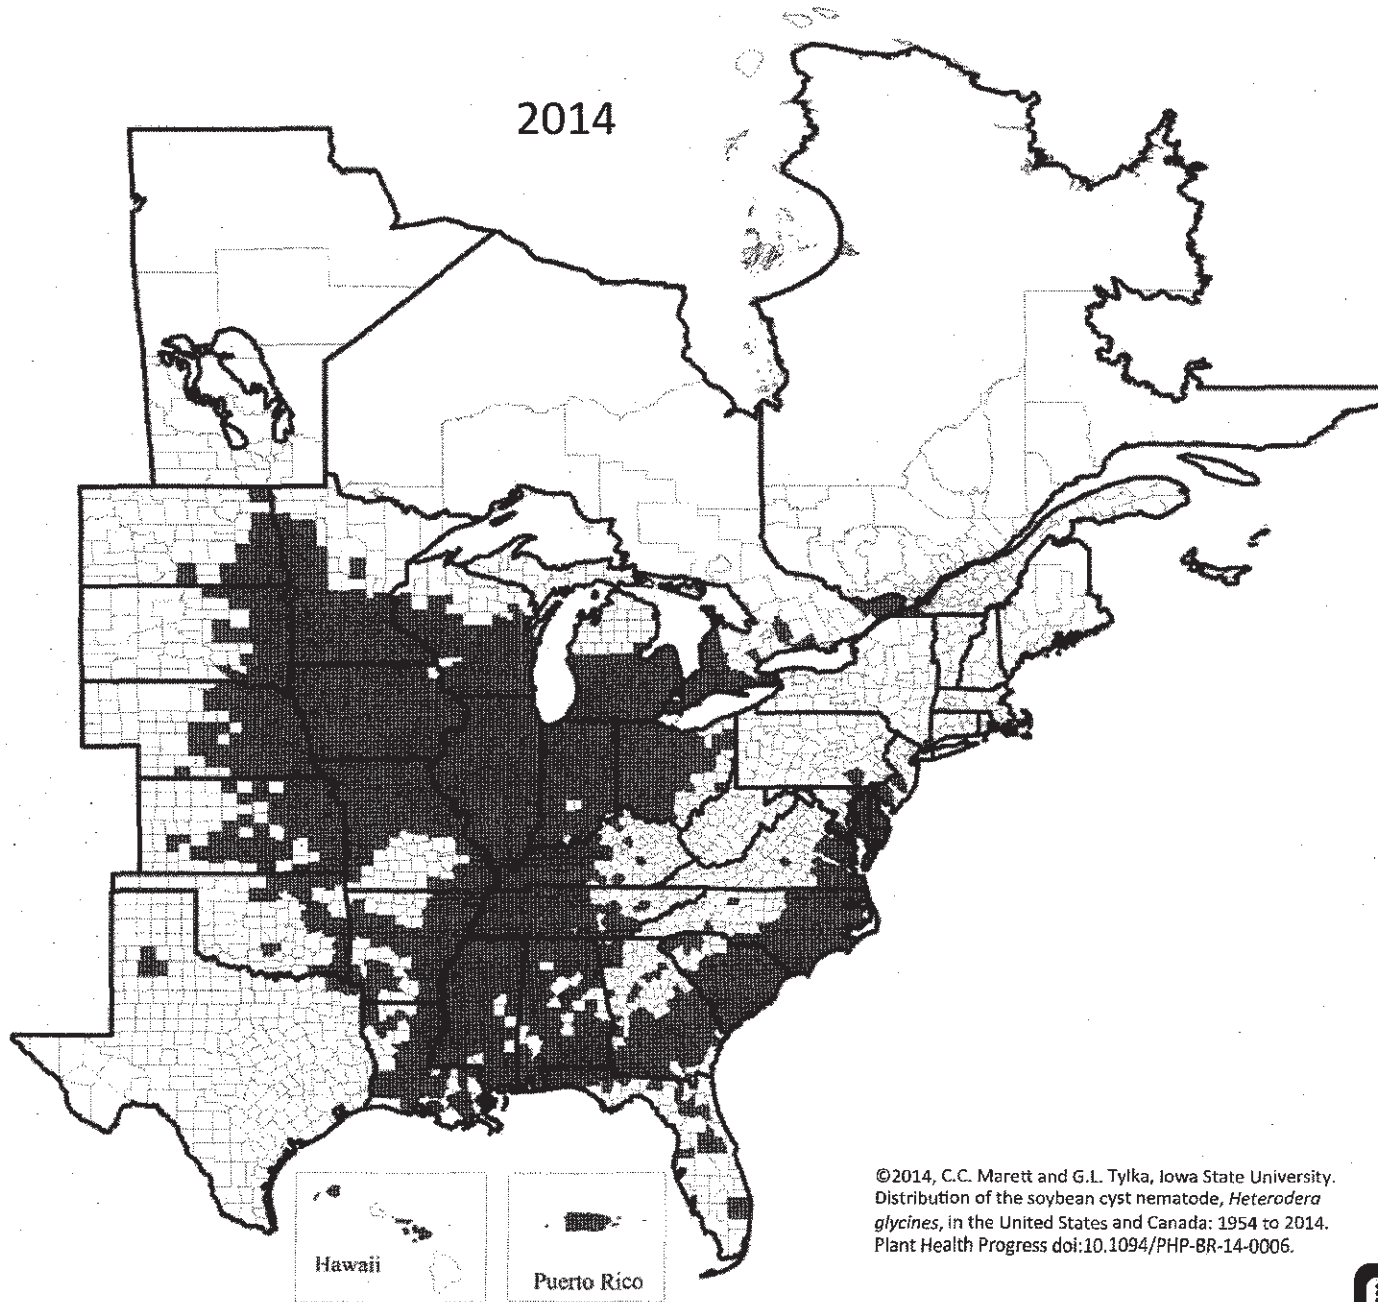 2014
©2014, C.C. Marett and G.L. Tylka, Iowa State University.
Distribution of the soybean cyst nematode, Heterodera
glycines, in the United States and Canada: 1954 to 2014.
Plant Health Progress doi:10.1094/PHP-BR-14-0006.
Hawaii
Puerto Rico